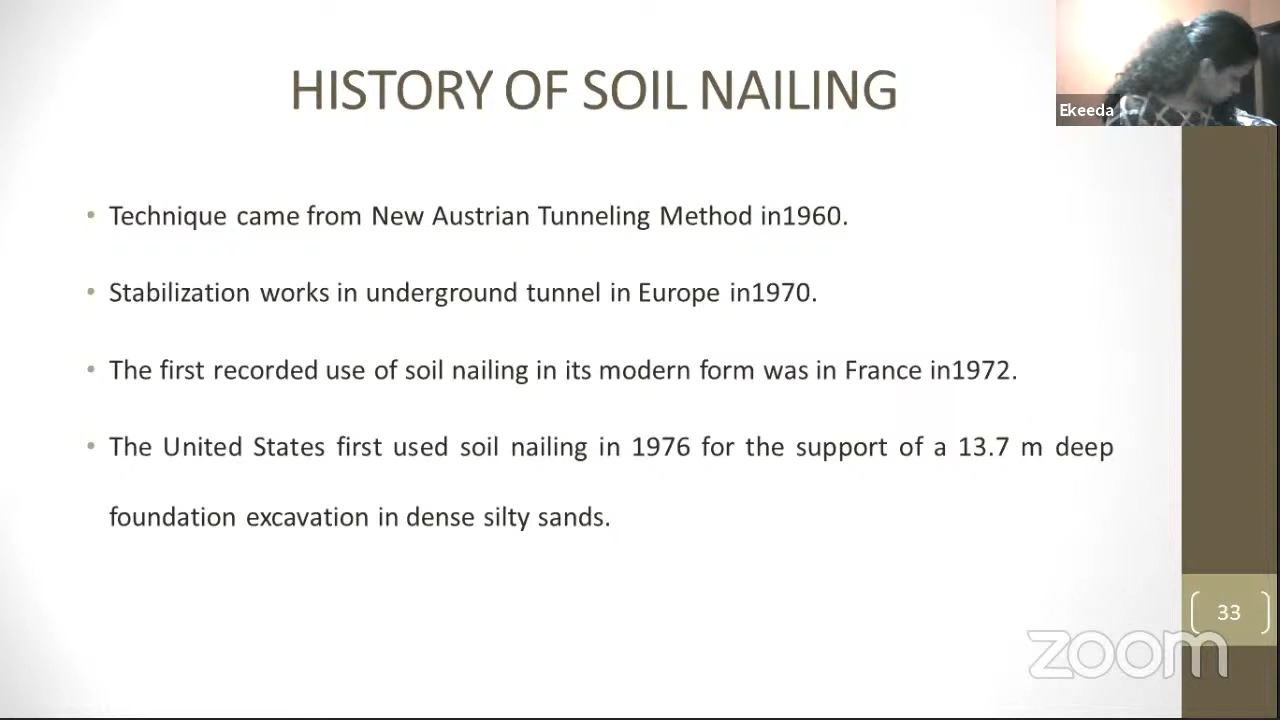 HISTORY OF SOIL NAILING
Ekeeda
• Technique came from New Austrian Tunneling Method in1960.
• Stabilization works in underground tunnel in Europe in1970.
• The first recorded use of soil nailing in its modern form was in France in1972.
• The United States first used soil nailing in 1976 for the support of a 13.7 m deep
foundation excavation in dense silty sands.
33
zoom